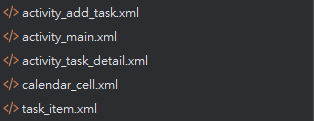 activity_add_task.xml
activity_main.xml
activity_task_detail.xml
calendar_cell.xml
task_item.xml